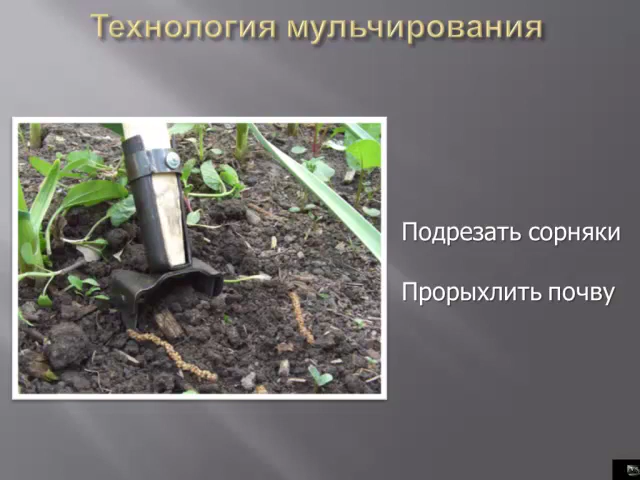 Технология мульчирования
Подрезать сорняки
Прорыхлить почву